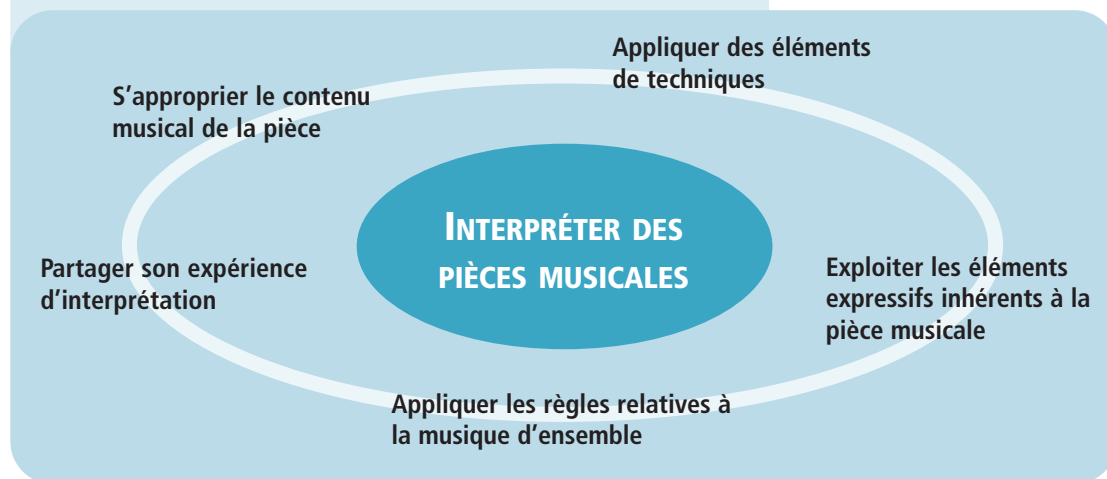 Appliquer des éléments
de techniques
S’approprier le contenu
musical de la pièce
INTERPRÉTER DES
PIÈCES MUSICALES
Partager son expérience
d’interprétation
Exploiter les éléments
expressifs inhérents à la
pièce musicale
Appliquer les règles relatives à
la musique d’ensemble